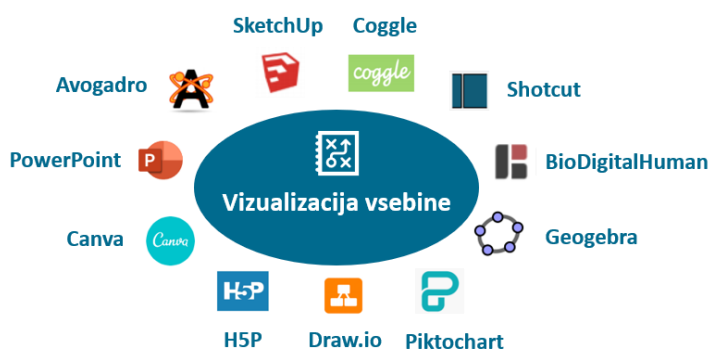 SketchUp
Coggle
coggle
Avogadro
Shotcut
PowerPoint
P
BioDigitalHuman
Vizualizacija vsebine
Canva
Canva
Geogebra
H5P
H5P
Draw.io
Piktochart